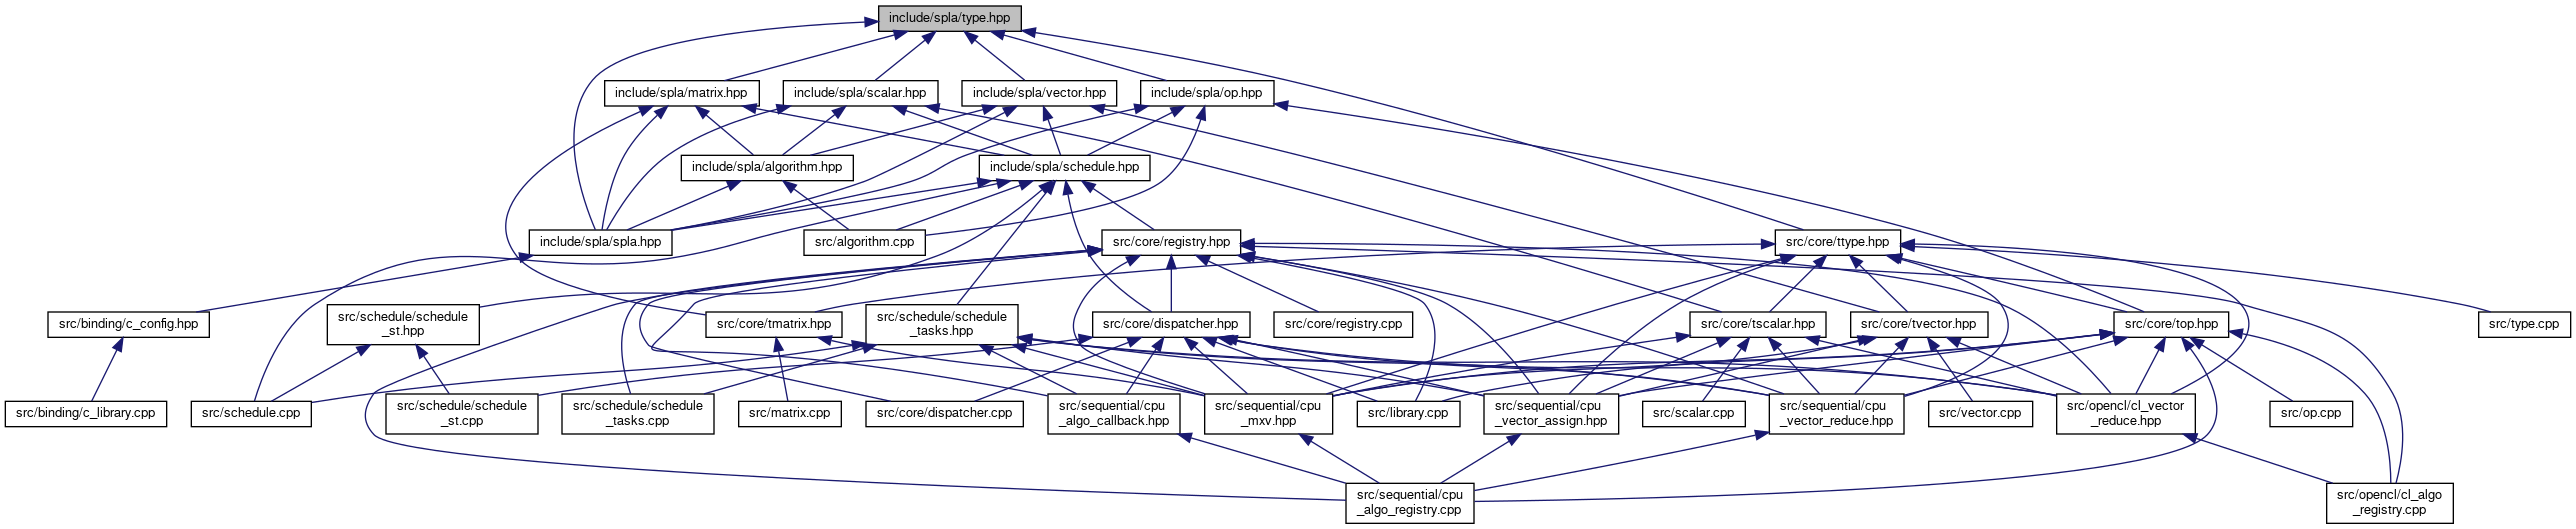 include/spla/type.hpp
include/spla/matrix.hpp
include/spla/scalar.hpp
include/spla/vector.hpp
include/spla/op.hpp
include/spla/algorithm.hpp
include/spla/schedule.hpp
include/spla/spla.hpp
src/algorithm.cpp
src/core/registry.hpp
src/core/ttype.hpp
src/binding/c_config.hpp
src/schedule/schedule
_st.hpp
src/core/tmatrix.hpp
src/schedule/schedule
_tasks.hpp
src/core/dispatcher.hpp
src/core/registry.cpp
src/core/tscalar.hpp
src/core/tvector.hpp
src/core/top.hpp
src/type.cpp
src/binding/c_library.cpp
src/schedule.cpp
src/schedule/schedule
_st.cpp
src/schedule/schedule
_tasks.cpp
src/matrix.cpp
src/core/dispatcher.cpp
src/sequential/cpu
_algo_callback.hpp
src/sequential/cpu
_mxv.hpp
src/library.cpp
src/sequential/cpu
_vector_assign.hpp
src/scalar.cpp
src/sequential/cpu
_vector_reduce.hpp
src/vector.cpp
src/opencl/cl_vector
_reduce.hpp
src/op.cpp
src/sequential/cpu
_algo_registry.cpp
src/opencl/cl_algo
_registry.cpp